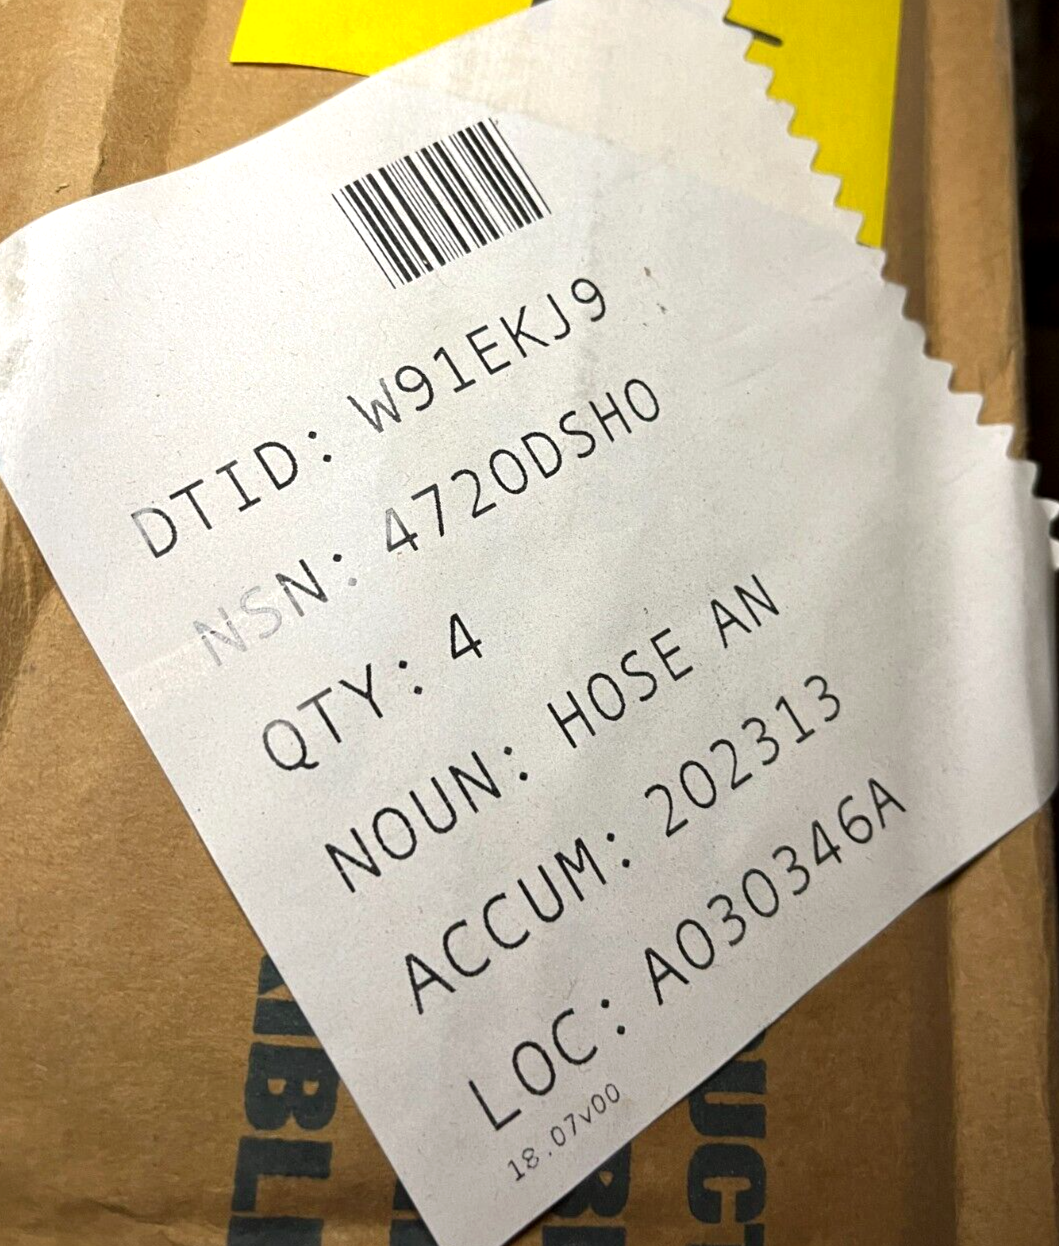 DTID: W91EKJ9
NSN: 4720DSH0
QTY: 4
NOUN: HOSE AN
ACCUM: 202313
LOC: A030346A
18.07v00